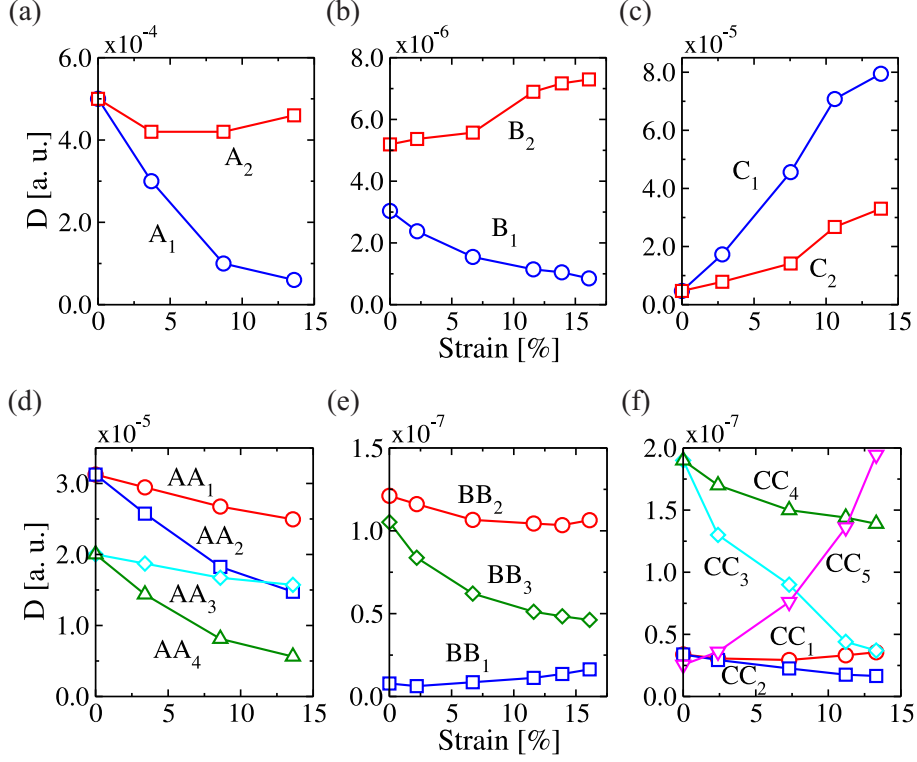 (a) (b) (c)
x10⁻⁴ x10⁻⁶ x10⁻⁵
6.0 8.0 8.0
4.0 6.0 6.0
2.0 4.0 4.0
0.0 2.0 2.0
0.0 0.0
D [a. u.]
A₂
A₁
B₂
B₁
C₁
C₂
0 5 10 15 0 5 10 15 0 5 10 15
Strain [%]
(d) (e) (f)
x10⁻⁵ x10⁻⁷ x10⁻⁷
3.0 1.5 2.0
2.0 1.0 1.5
1.0 0.5 1.0
0.0 0.0 0.5
0.0
D [a. u.]
AA₁
AA₂
AA₃
AA₄
BB₂
BB₃
BB₁
CC₄
CC₃
CC₅
CC₁
CC₂
0 5 10 15 0 5 10 15 0 5 10 15
Strain [%]